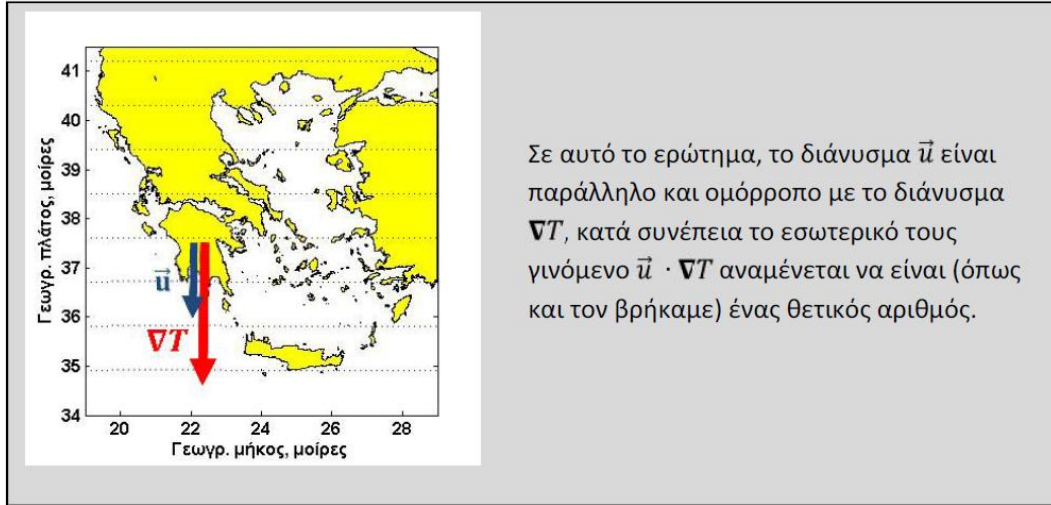 41
40
39
38
37
36
35
34
20 22 24 26 28
Γεωγρ. πλάτος, μοίρες
Γεωγρ. μήκος, μοίρες
u⃗
∇T
Σε αυτό το ερώτημα, το διάνυσμα u⃗ είναι
παράλληλο και ομόρροπο με το διάνυσμα
∇T, κατά συνέπεια το εσωτερικό τους
γινόμενο u⃗ · ∇T αναμένεται να είναι (όπως
και τον βρήκαμε) ένας θετικός αριθμός.